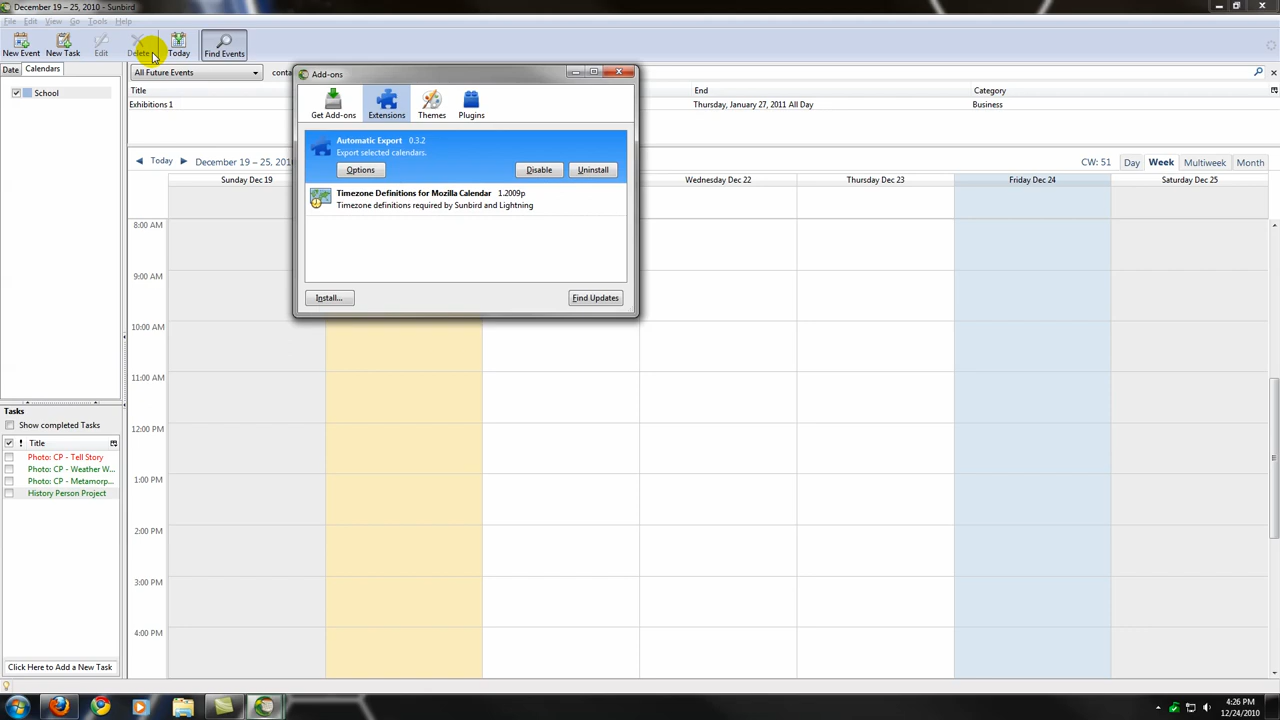 December 19 – 25, 2010 - Sunbird
File Edit View Go Tools Help
New Event New Task Edit Delete Today Find Events
Date Calendars
School
All Future Events conta
Title End Category
Exhibitions 1 Thursday, January 27, 2011 All Day Business
Today December 19 – 25, 201 CW: 51 Day Week Multiweek Month
Sunday Dec 19 Wednesday Dec 22 Thursday Dec 23 Friday Dec 24 Saturday Dec 25
Add-ons
Get Add-ons Extensions Themes Plugins
Automatic Export 0.3.2
Export selected calendars.
Options Disable Uninstall
Timezone Definitions for Mozilla Calendar 1.2009p
Timezone definitions required by Sunbird and Lightning
Install... Find Updates
8:00 AM
9:00 AM
10:00 AM
11:00 AM
12:00 PM
1:00 PM
2:00 PM
3:00 PM
4:00 PM
Tasks
Show completed Tasks
! Title
Photo: CP - Tell Story
Photo: CP - Weather W...
Photo: CP - Metamorp...
History Person Project
Click Here to Add a New Task
4:26 PM
12/24/2010